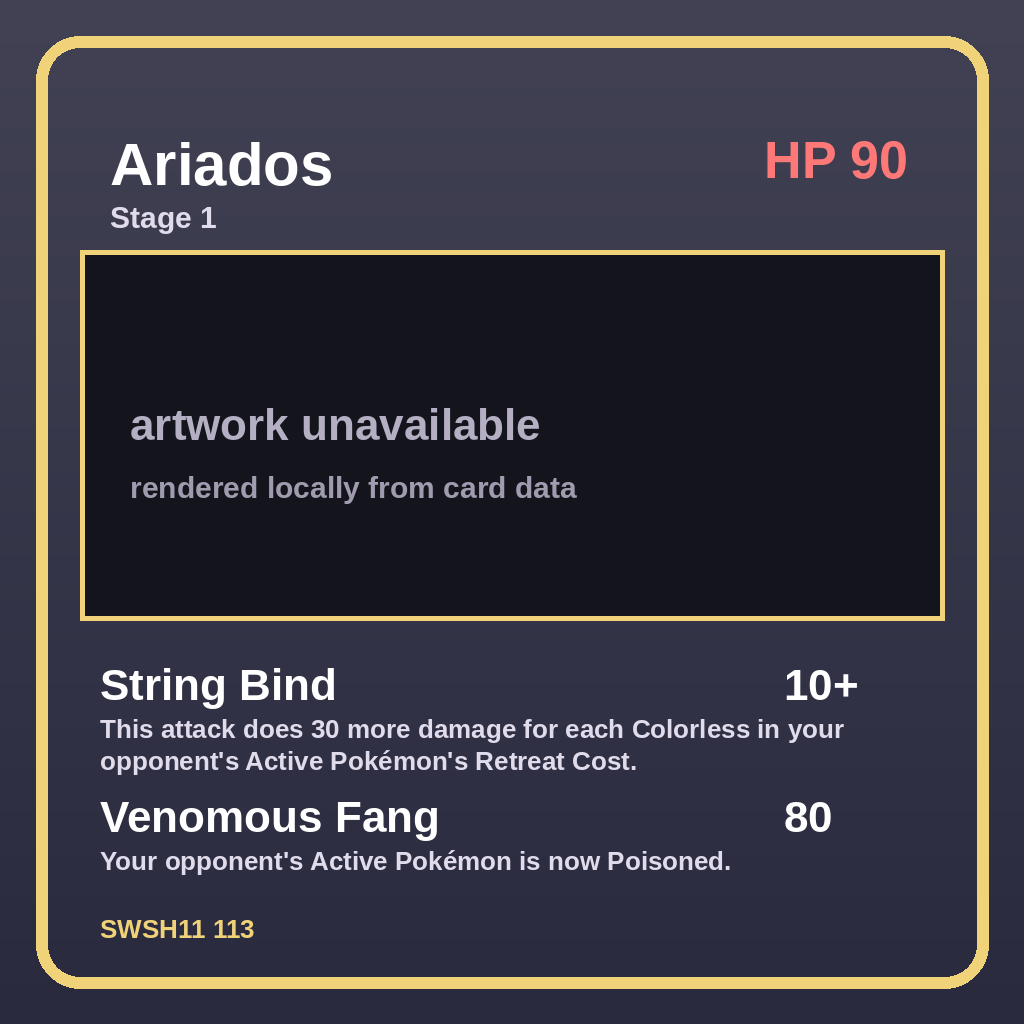 Ariados
HP 90
Stage 1
artwork unavailable
rendered locally from card data
String Bind
10+
This attack does 30 more damage for each Colorless in your
opponent's Active Pokémon's Retreat Cost.
Venomous Fang
80
Your opponent's Active Pokémon is now Poisoned.
SWSH11 113